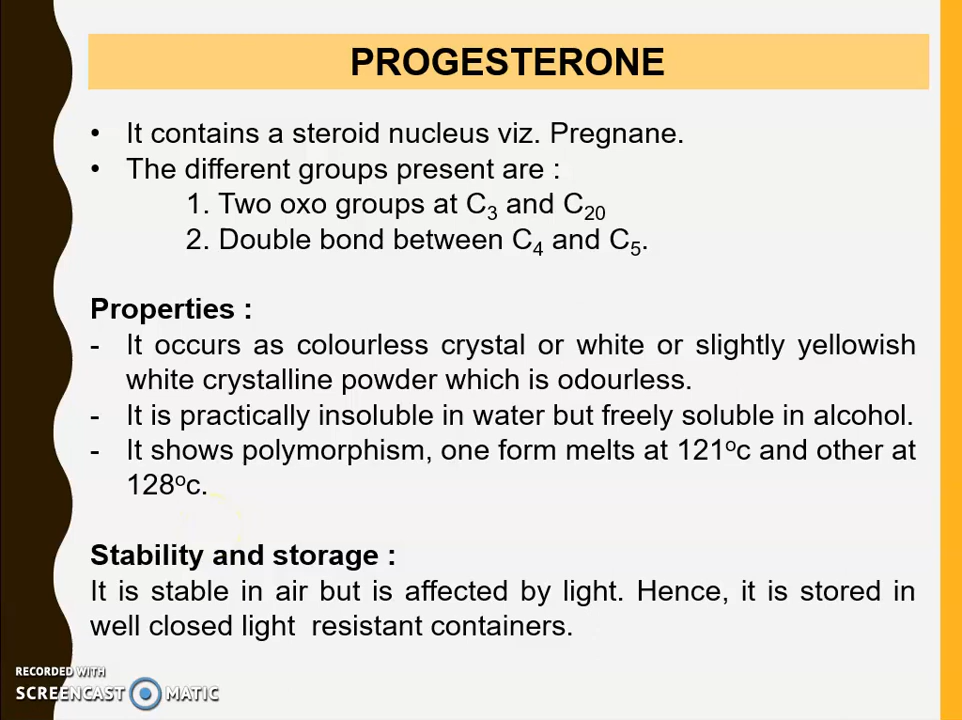 PROGESTERONE
• It contains a steroid nucleus viz. Pregnane.
• The different groups present are :
1. Two oxo groups at C₃ and C₂₀
2. Double bond between C₄ and C₅.
Properties :
- It occurs as colourless crystal or white or slightly yellowish
white crystalline powder which is odourless.
- It is practically insoluble in water but freely soluble in alcohol.
- It shows polymorphism, one form melts at 121ᵒc and other at
128ᵒc.
Stability and storage :
It is stable in air but is affected by light. Hence, it is stored in
well closed light resistant containers.
RECORDED WITH
SCREENCAST MATIC